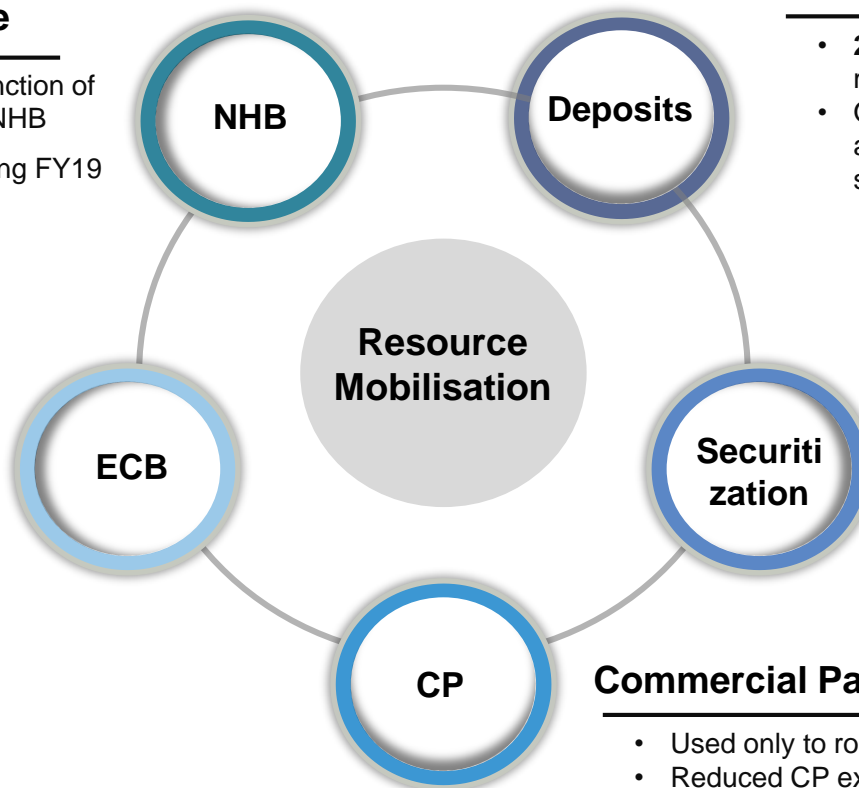 e
nction of
NHB
ng FY19
NHB
Deposits
• 2
•
Resource
Mobilisation
ECB
Securiti
zation
CP
Commercial Pa
• Used only to ro
• Reduced CP ex